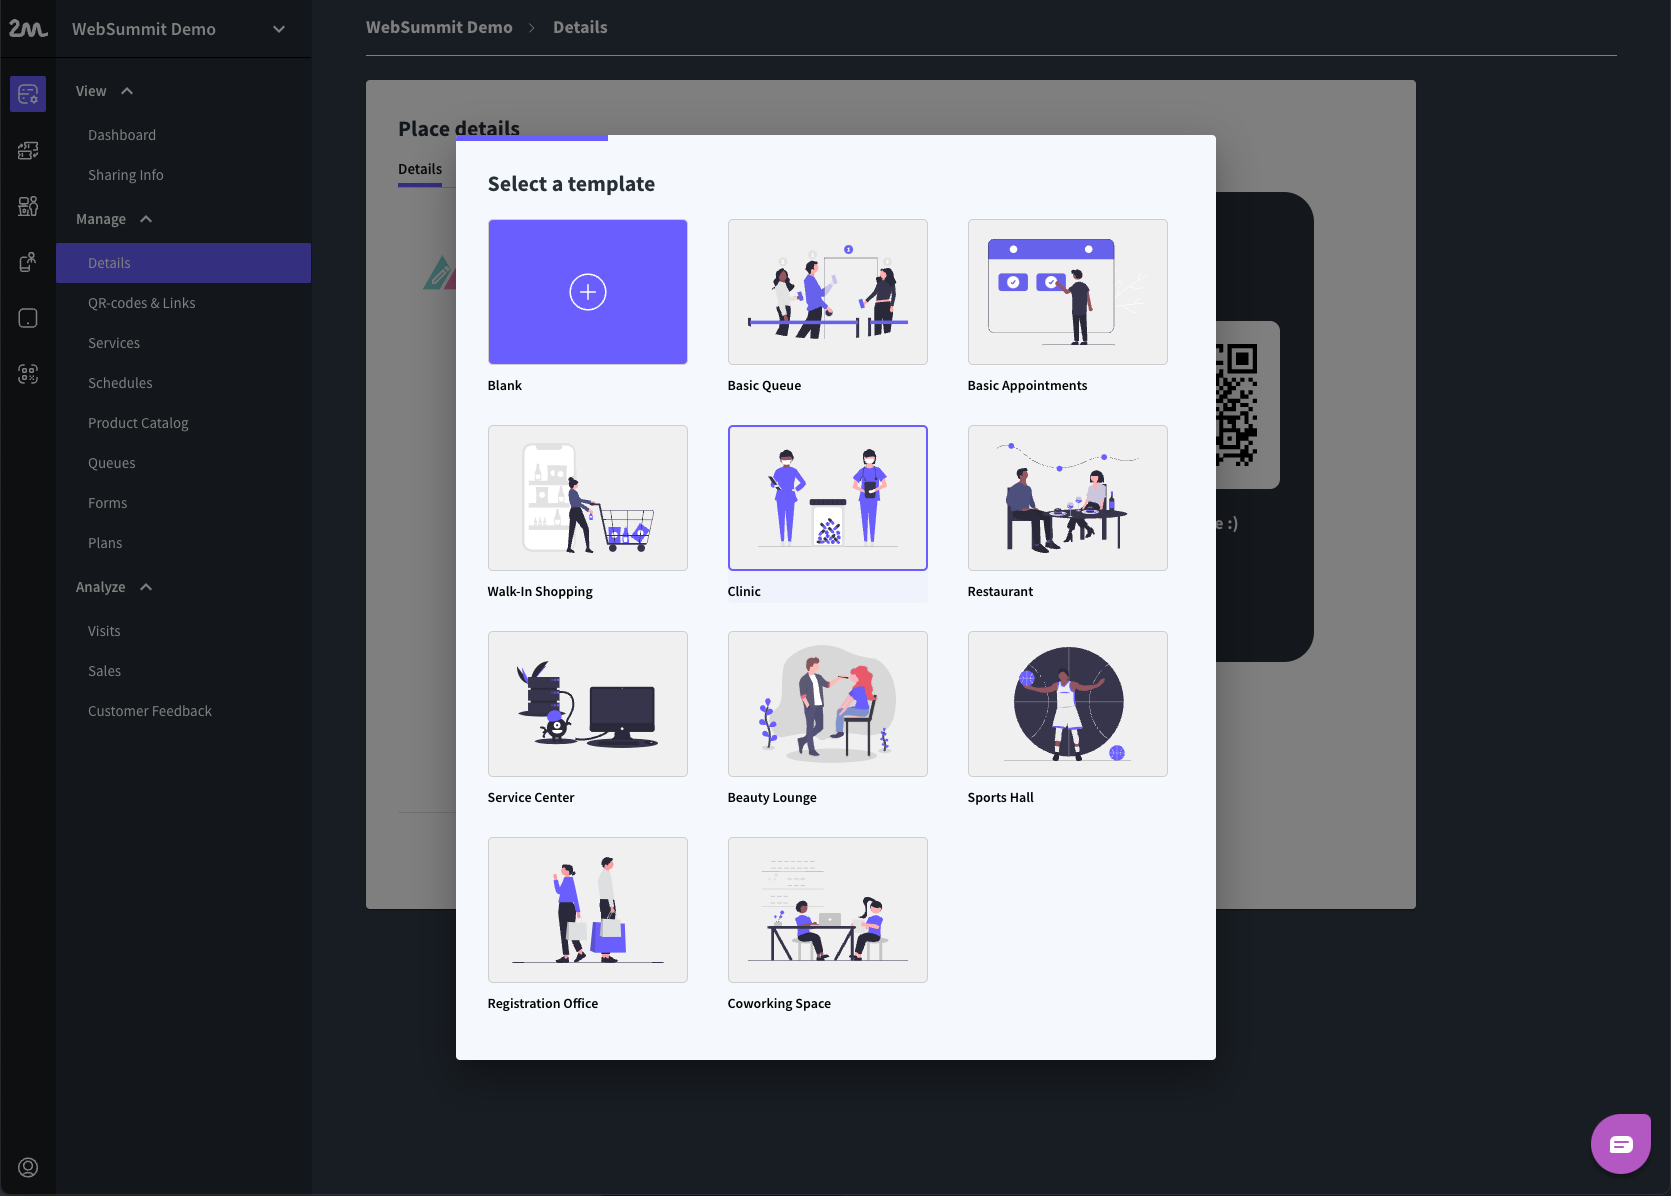 2m
WebSummit Demo
WebSummit Demo > Details
View
Dashboard
Sharing Info
Manage
Details
QR-codes & Links
Services
Schedules
Product Catalog
Queues
Forms
Plans
Analyze
Visits
Sales
Customer Feedback
Place details
Details
e :)
Select a template
Blank
Basic Queue
Basic Appointments
Walk-In Shopping
Clinic
Restaurant
Service Center
Beauty Lounge
Sports Hall
Registration Office
Coworking Space